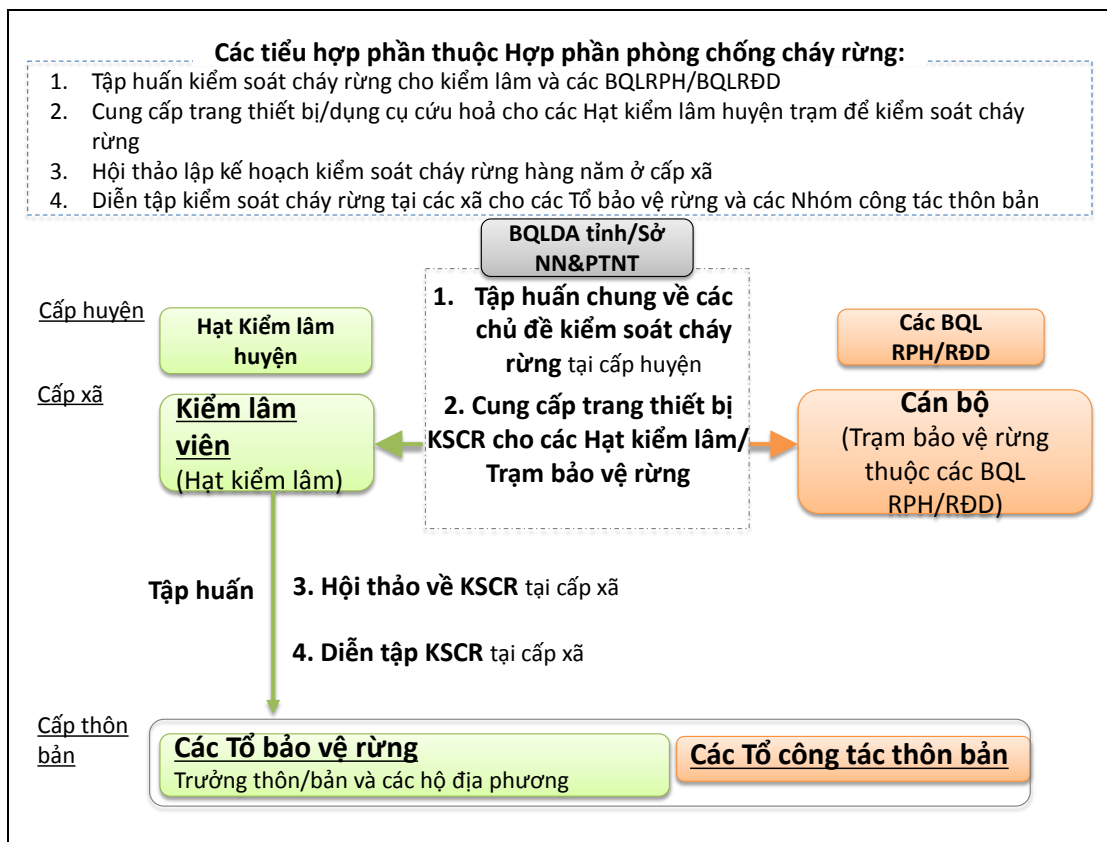 Các tiểu hợp phần thuộc Hợp phần phòng chống cháy rừng:
1. Tập huấn kiểm soát cháy rừng cho kiểm lâm và các BQLRPH/BQLRĐD
2. Cung cấp trang thiết bị/dụng cụ cứu hoả cho các Hạt kiểm lâm huyện trạm để kiểm soát cháy
rừng
3. Hội thảo lập kế hoạch kiểm soát cháy rừng hàng năm ở cấp xã
4. Diễn tập kiểm soát cháy rừng tại các xã cho các Tổ bảo vệ rừng và các Nhóm công tác thôn bản
BQLDA tỉnh/Sở
NN&PTNT
Cấp huyện
Hạt Kiểm lâm
huyện
1. Tập huấn chung về các
chủ đề kiểm soát cháy
rừng tại cấp huyện
Các BQL
RPH/RĐD
Cấp xã
Kiểm lâm
viên
(Hạt kiểm lâm)
2. Cung cấp trang thiết bị
KSCR cho các Hạt kiểm lâm/
Trạm bảo vệ rừng
Cán bộ
(Trạm bảo vệ rừng
thuộc các BQL
RPH/RĐD)
Tập huấn
3. Hội thảo về KSCR tại cấp xã
4. Diễn tập KSCR tại cấp xã
Cấp thôn
bản
Các Tổ bảo vệ rừng
Trưởng thôn/bản và các hộ địa phương
Các Tổ công tác thôn bản